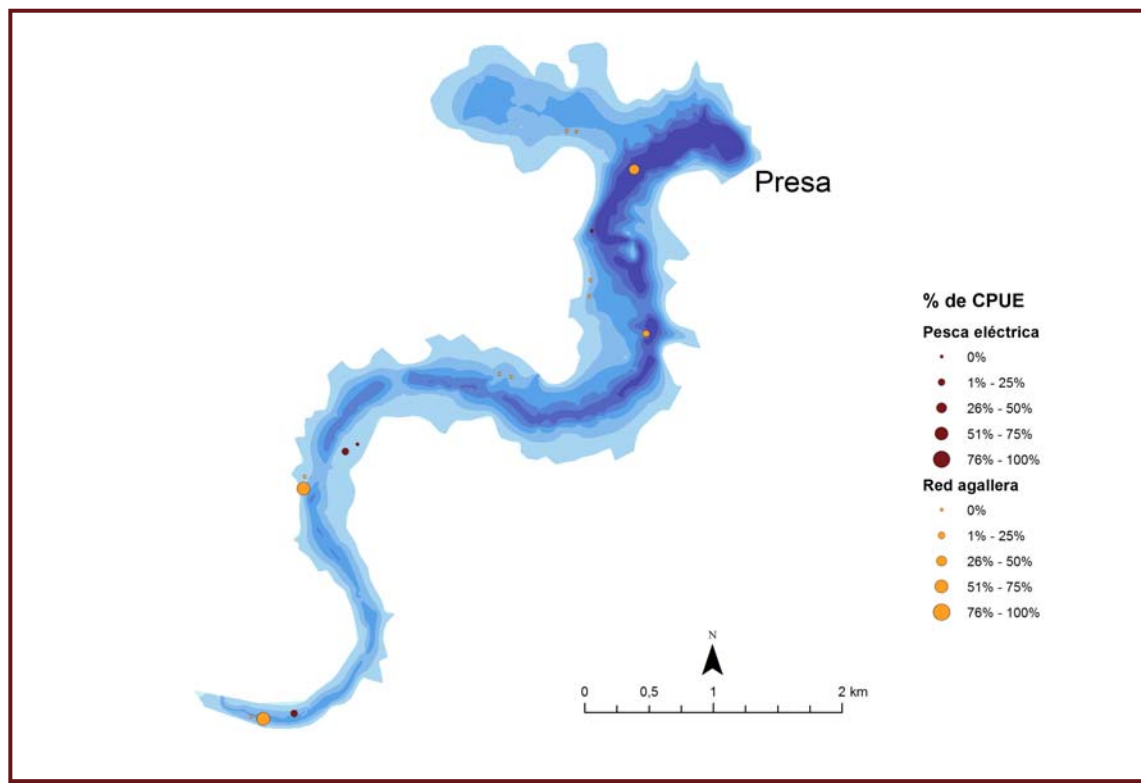 Presa
% de CPUE
Pesca eléctrica
0%
1% - 25%
26% - 50%
51% - 75%
76% - 100%
Red agallera
0%
1% - 25%
26% - 50%
51% - 75%
76% - 100%
N
0 0,5 1 2 km